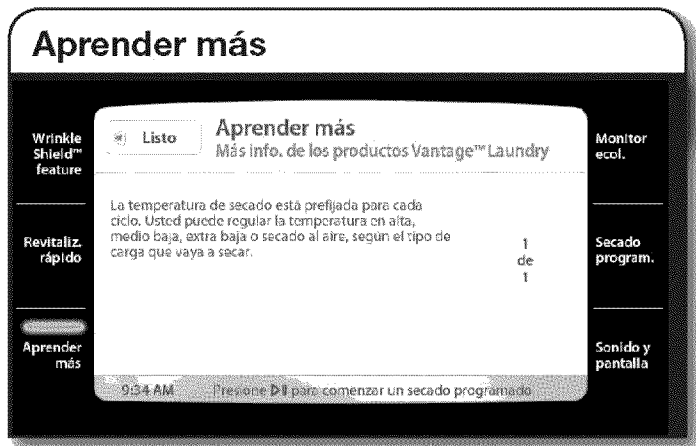 Aprender más
Wrinkle
Shield™
feature
Revitaliz.
rápido
Aprender
más
Listo
Aprender más
Más info. de los productos Vantage™ Laundry
La temperatura de secado está prefijada para cada
ciclo. Usted puede regular la temperatura en alta,
medio baja, extra baja o secado al aire, según el tipo de
carga que vaya a secar.
1
de
1
9:34 AM Presione para comenzar un secado programado
Monitor
ecol.
Secado
program.
Sonido y
pantalla